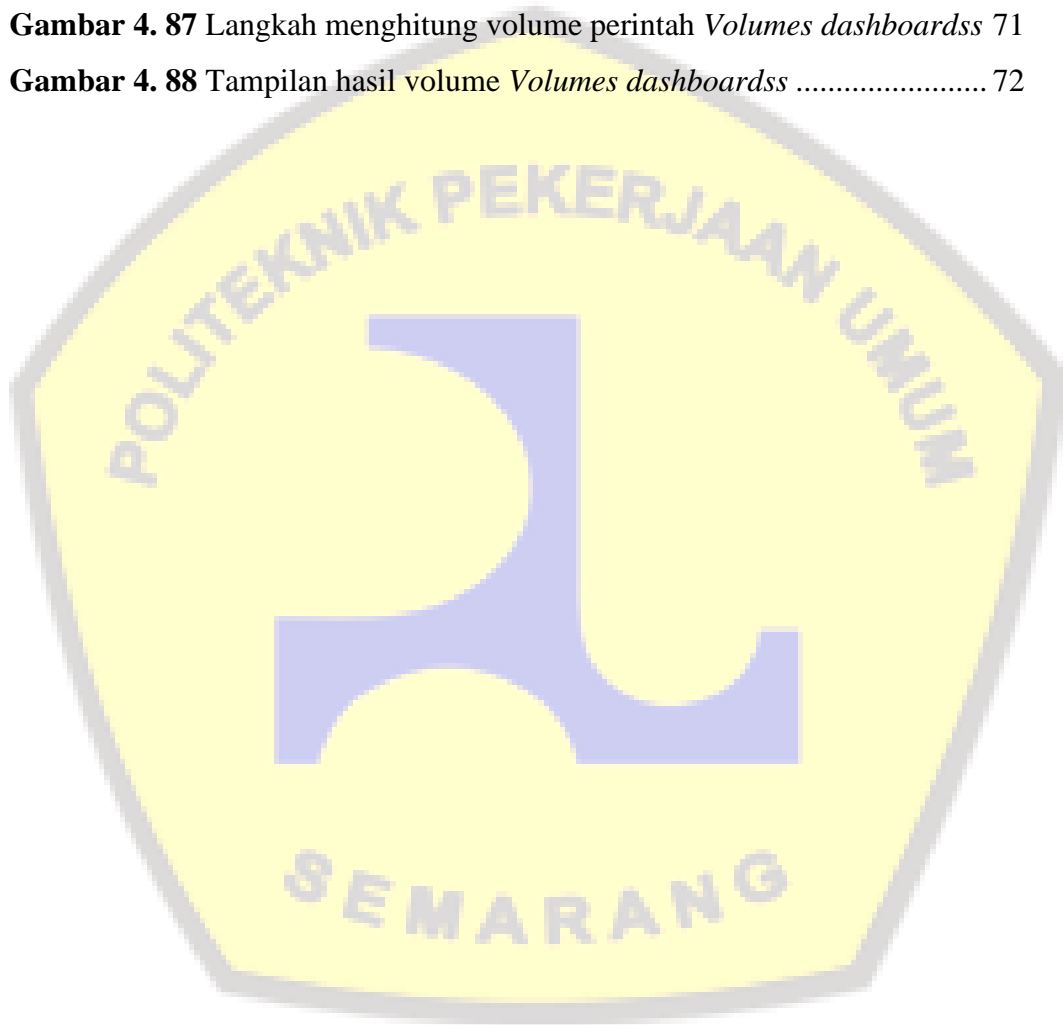 Gambar 4. 87 Langkah menghitung volume perintah Volumes dashboardss 71
Gambar 4. 88 Tampilan hasil volume Volumes dashboardss ........................ 72
POLITEKNIK PEKERJAAN UMUM
SEMARANG